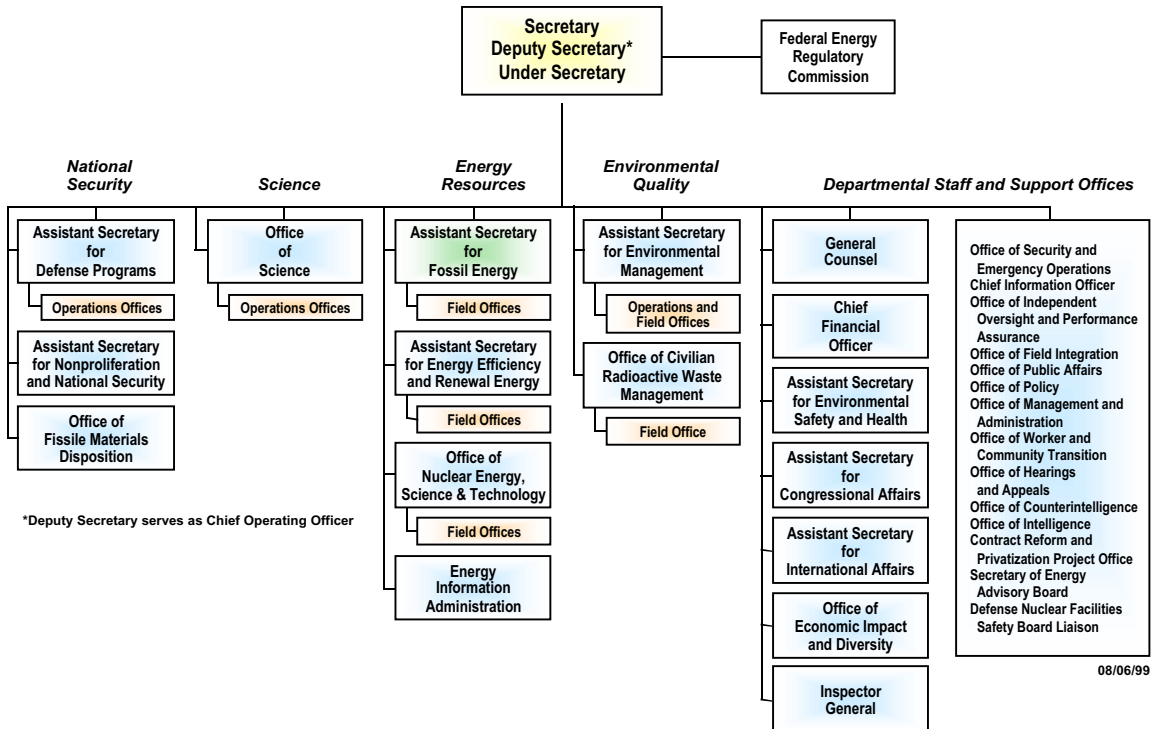 Secretary
Deputy Secretary*
Under Secretary
Federal Energy
Regulatory
Commission
National
Security
Science
Energy
Resources
Environmental
Quality
Departmental Staff and Support Offices
Assistant Secretary
for
Defense Programs
Operations Offices
Assistant Secretary
for Nonproliferation
and National Security
Office of
Fissile Materials
Disposition
Office
of
Science
Operations Offices
Assistant Secretary
for
Fossil Energy
Field Offices
Assistant Secretary
for Energy Efficiency
and Renewal Energy
Field Offices
Office of
Nuclear Energy,
Science & Technology
Field Offices
Energy
Information
Administration
Assistant Secretary
for Environmental
Management
Operations and
Field Offices
Office of Civilian
Radioactive Waste
Management
Field Office
General
Counsel
Chief
Financial
Officer
Assistant Secretary
for Environmental
Safety and Health
Assistant Secretary
for
Congressional Affairs
Assistant Secretary
for
International Affairs
Office of
Economic Impact
and Diversity
Inspector
General
Office of Security and
Emergency Operations
Chief Information Officer
Office of Independent
Oversight and Performance
Assurance
Office of Field Integration
Office of Public Affairs
Office of Policy
Office of Management and
Administration
Office of Worker and
Community Transition
Office of Hearings
and Appeals
Office of Counterintelligence
Office of Intelligence
Contract Reform and
Privatization Project Office
Secretary of Energy
Advisory Board
Defense Nuclear Facilities
Safety Board Liaison
*Deputy Secretary serves as Chief Operating Officer
08/06/99